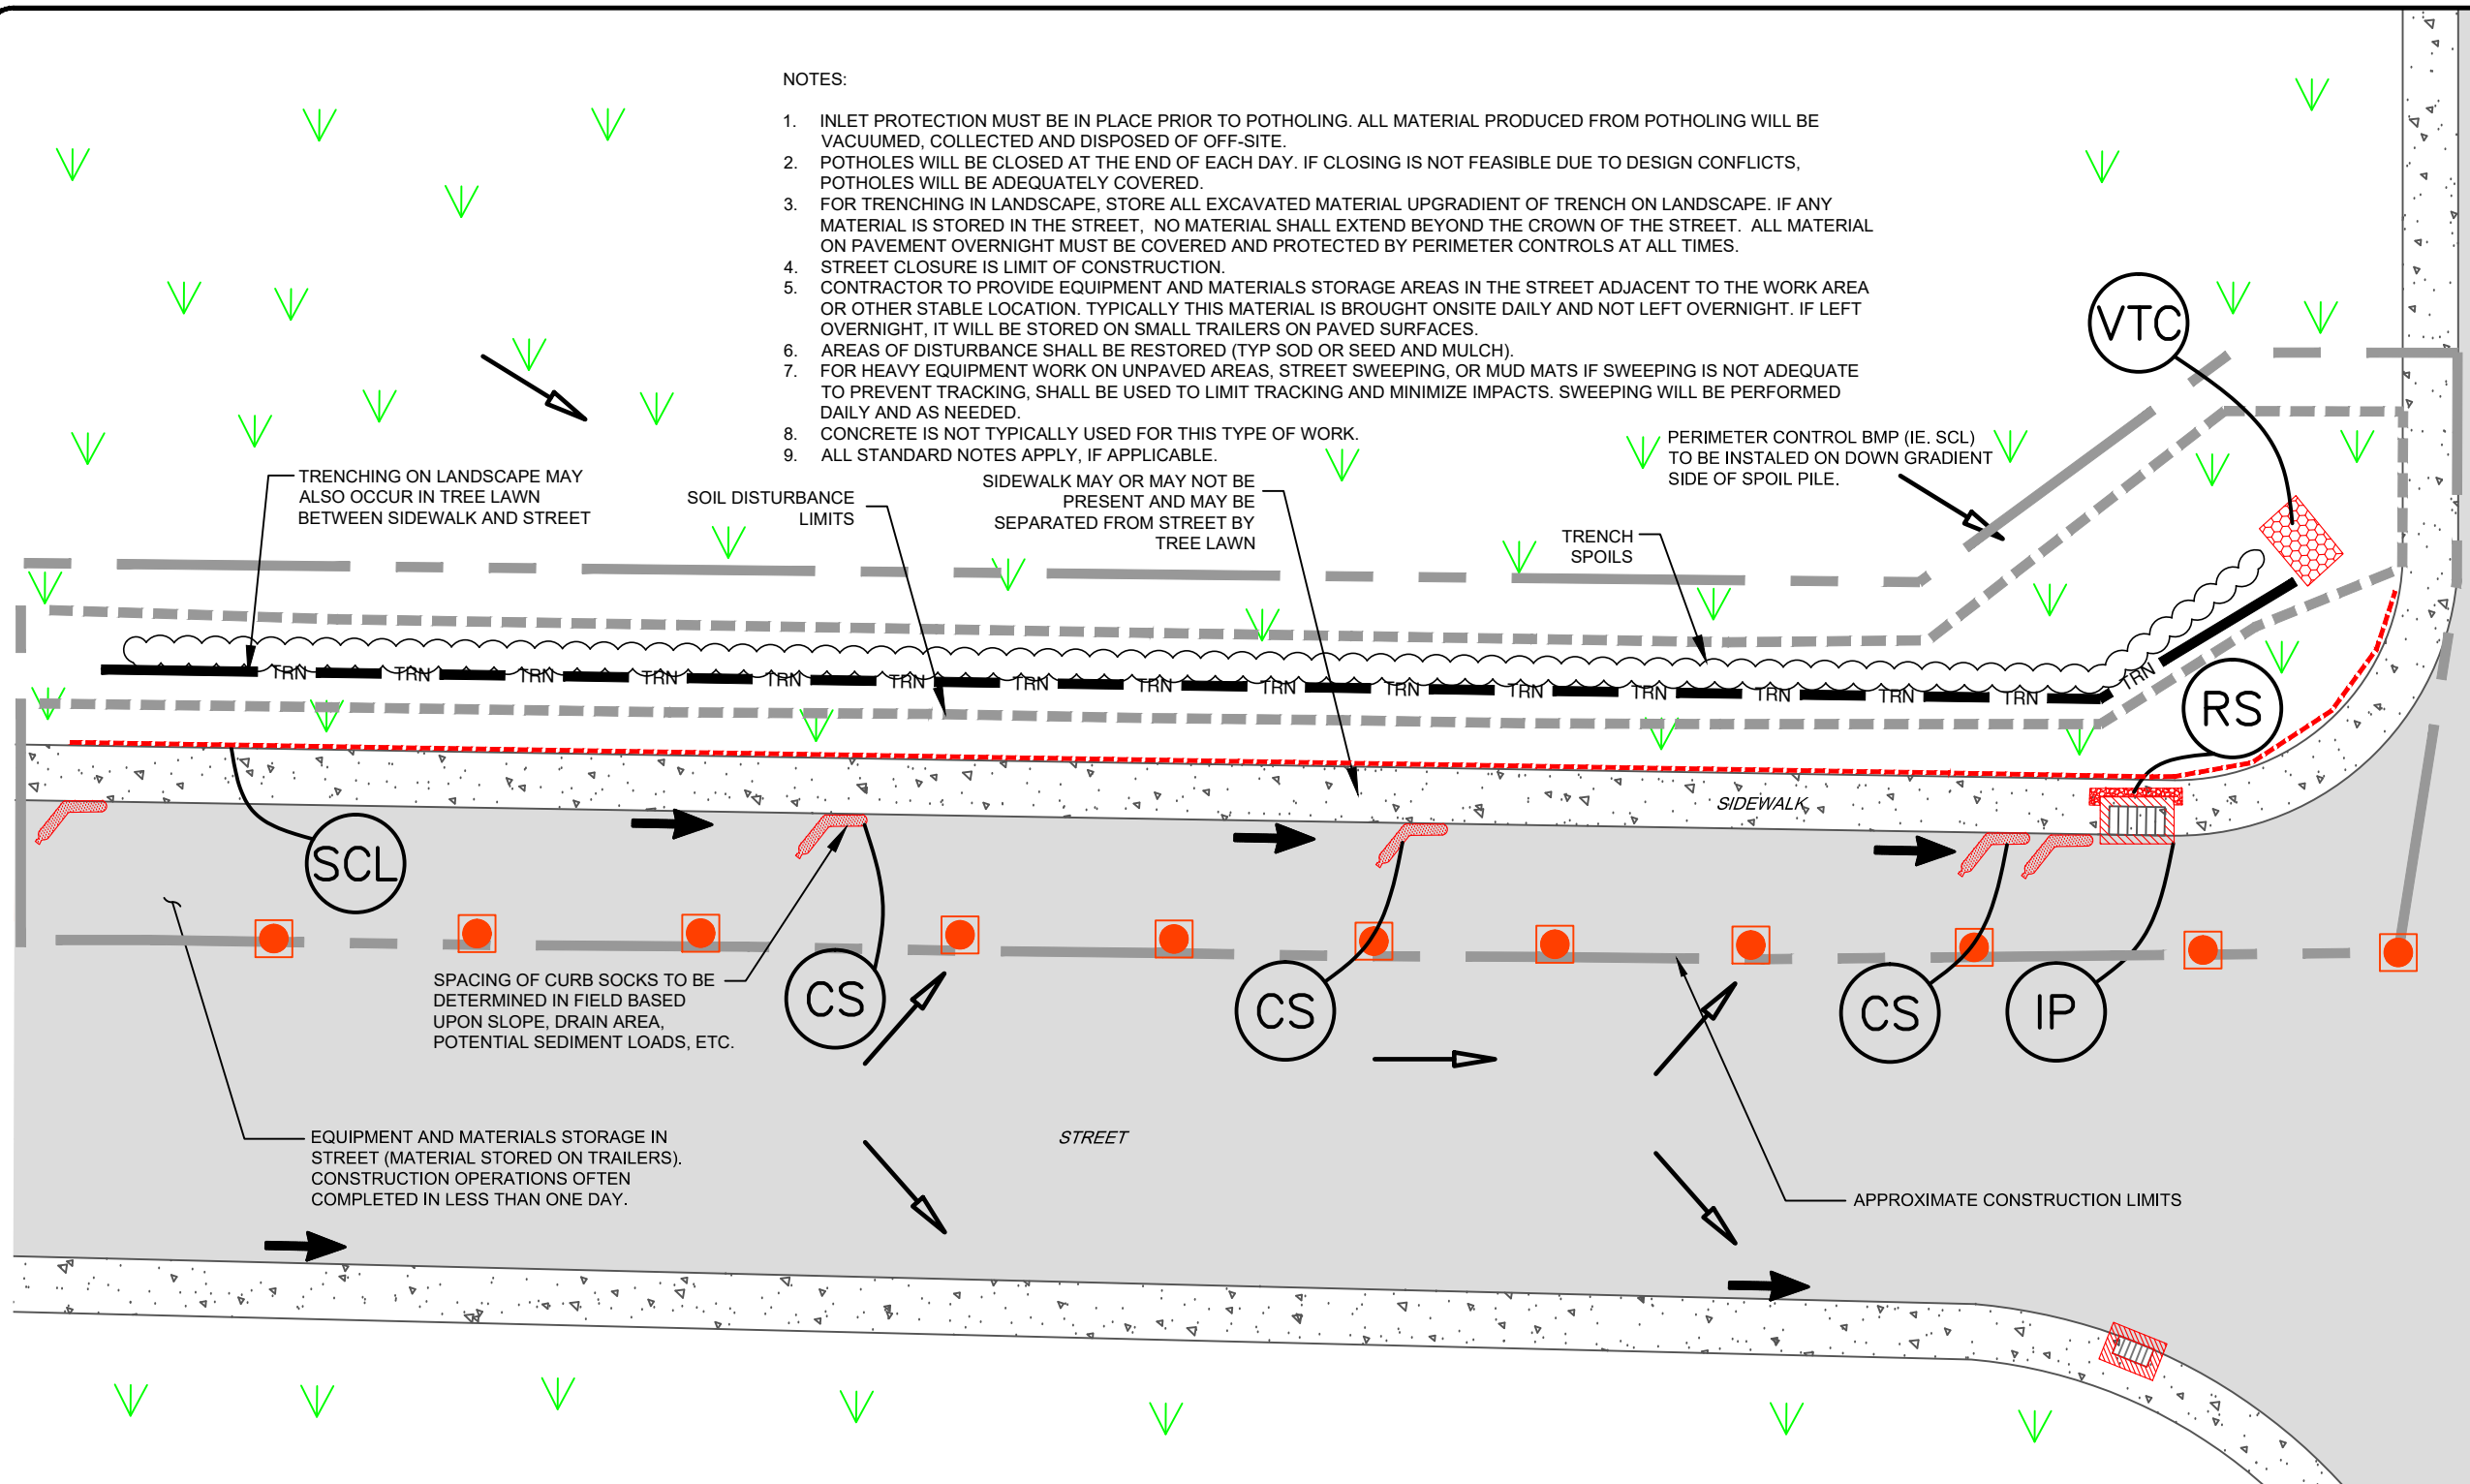 NOTES:
1. INLET PROTECTION MUST BE IN PLACE PRIOR TO POTHOLING. ALL MATERIAL PRODUCED FROM POTHOLING WILL BE
VACUUMED, COLLECTED AND DISPOSED OF OFF-SITE.
2. POTHOLES WILL BE CLOSED AT THE END OF EACH DAY. IF CLOSING IS NOT FEASIBLE DUE TO DESIGN CONFLICTS,
POTHOLES WILL BE ADEQUATELY COVERED.
3. FOR TRENCHING IN LANDSCAPE, STORE ALL EXCAVATED MATERIAL UPGRADIENT OF TRENCH ON LANDSCAPE. IF ANY
MATERIAL IS STORED IN THE STREET, NO MATERIAL SHALL EXTEND BEYOND THE CROWN OF THE STREET. ALL MATERIAL
ON PAVEMENT OVERNIGHT MUST BE COVERED AND PROTECTED BY PERIMETER CONTROLS AT ALL TIMES.
4. STREET CLOSURE IS LIMIT OF CONSTRUCTION.
5. CONTRACTOR TO PROVIDE EQUIPMENT AND MATERIALS STORAGE AREAS IN THE STREET ADJACENT TO THE WORK AREA
OR OTHER STABLE LOCATION. TYPICALLY THIS MATERIAL IS BROUGHT ONSITE DAILY AND NOT LEFT OVERNIGHT. IF LEFT
OVERNIGHT, IT WILL BE STORED ON SMALL TRAILERS ON PAVED SURFACES.
6. AREAS OF DISTURBANCE SHALL BE RESTORED (TYP SOD OR SEED AND MULCH).
7. FOR HEAVY EQUIPMENT WORK ON UNPAVED AREAS, STREET SWEEPING, OR MUD MATS IF SWEEPING IS NOT ADEQUATE
TO PREVENT TRACKING, SHALL BE USED TO LIMIT TRACKING AND MINIMIZE IMPACTS. SWEEPING WILL BE PERFORMED
DAILY AND AS NEEDED.
8. CONCRETE IS NOT TYPICALLY USED FOR THIS TYPE OF WORK.
9. ALL STANDARD NOTES APPLY, IF APPLICABLE.
VTC
TRENCHING ON LANDSCAPE MAY
ALSO OCCUR IN TREE LAWN
BETWEEN SIDEWALK AND STREET
SOIL DISTURBANCE
LIMITS
SIDEWALK MAY OR MAY NOT BE
PRESENT AND MAY BE
SEPARATED FROM STREET BY
TREE LAWN
TRENCH
SPOILS
PERIMETER CONTROL BMP (IE. SCL)
TO BE INSTALED ON DOWN GRADIENT
SIDE OF SPOIL PILE.
TRN TRN TRN TRN TRN TRN TRN TRN TRN TRN TRN TRN TRN TRN TRN TRN
RS
SIDEWALK
SCL
SPACING OF CURB SOCKS TO BE
DETERMINED IN FIELD BASED
UPON SLOPE, DRAIN AREA,
POTENTIAL SEDIMENT LOADS, ETC.
CS
CS
CS
IP
STREET
EQUIPMENT AND MATERIALS STORAGE IN
STREET (MATERIAL STORED ON TRAILERS).
CONSTRUCTION OPERATIONS OFTEN
COMPLETED IN LESS THAN ONE DAY.
APPROXIMATE CONSTRUCTION LIMITS